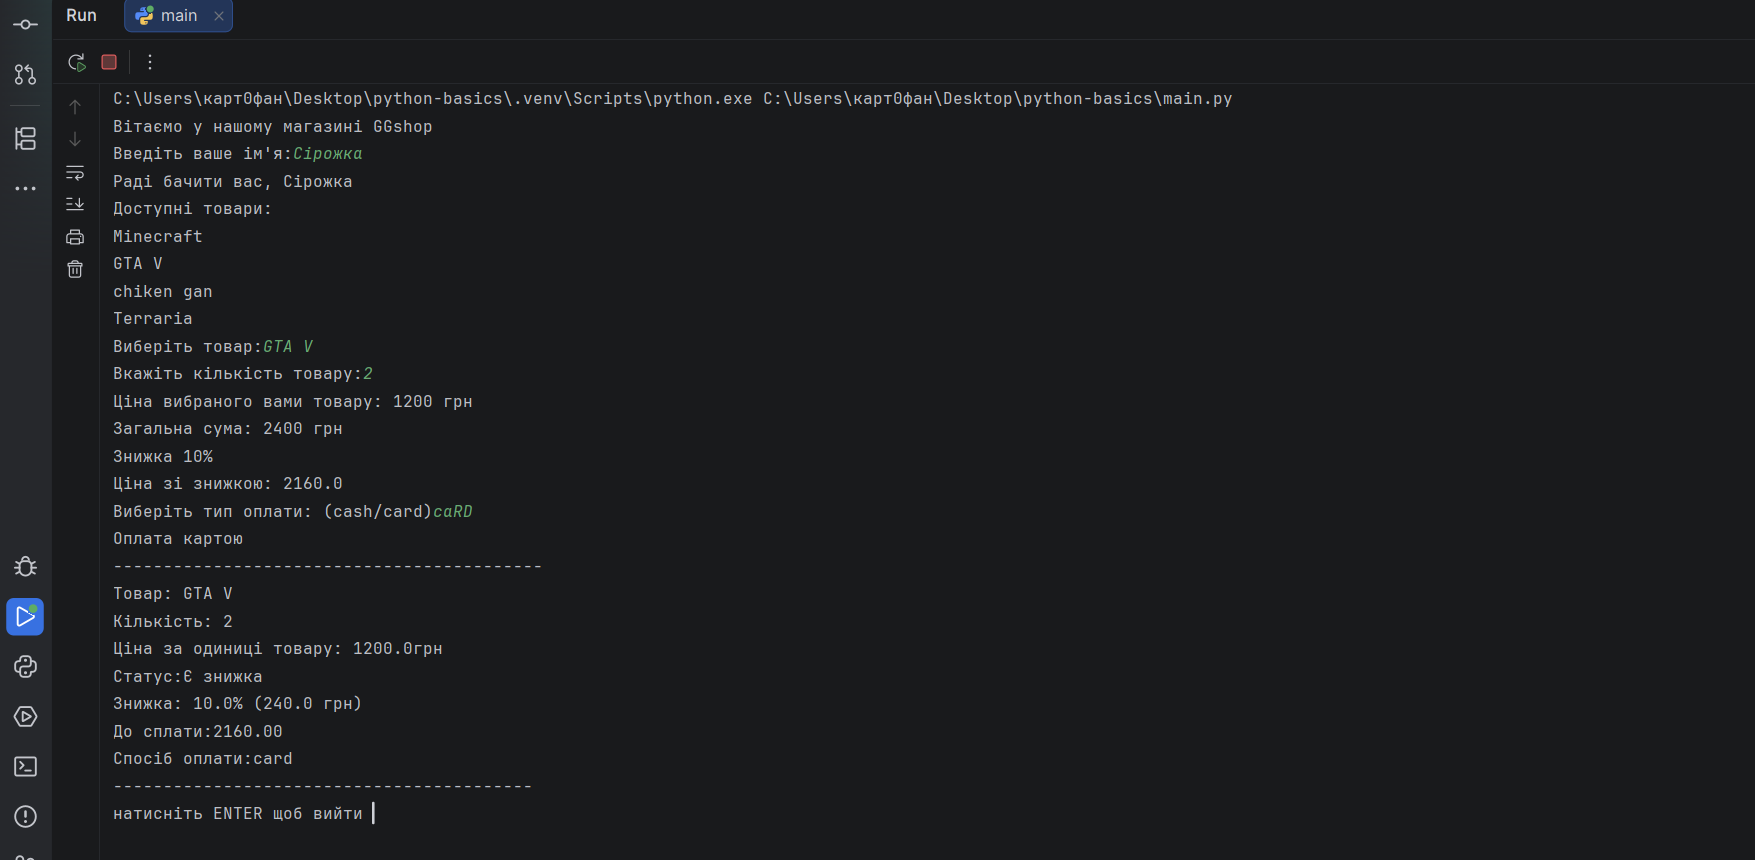 Run main
C:\Users\карт0фан\Desktop\python-basics\.venv\Scripts\python.exe C:\Users\карт0фан\Desktop\python-basics\main.py
Вітаємо у нашому магазині GGshop
Введіть ваше ім'я:Сірожка
Раді бачити вас, Сірожка
Доступні товари:
Minecraft
GTA V
chiken gan
Terraria
Виберіть товар:GTA V
Вкажіть кількість товару:2
Ціна вибраного вами товару: 1200 грн
Загальна сума: 2400 грн
Знижка 10%
Ціна зі знижкою: 2160.0
Виберіть тип оплати: (cash/card)caRD
Оплата картою
-------------------------------------------
Товар: GTA V
Кількість: 2
Ціна за одиниці товару: 1200.0грн
Статус:Є знижка
Знижка: 10.0% (240.0 грн)
До сплати:2160.00
Спосіб оплати:card
------------------------------------------
натисніть ENTER щоб вийти